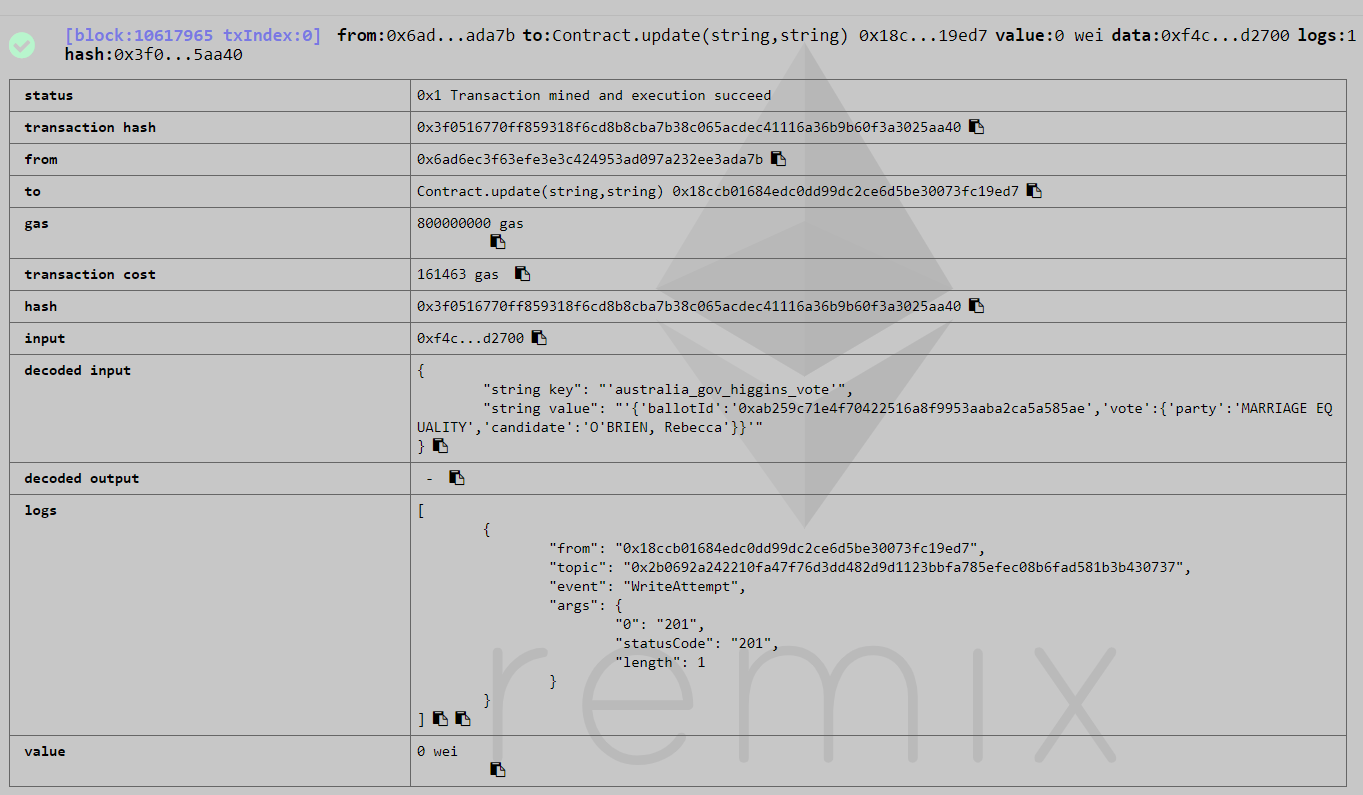 [block:10617965 txIndex:0] from:0x6ad...ada7b to:Contract.update(string,string) 0x18c...19ed7 value:0 wei data:0xf4c...d2700 logs:1
hash:0x3f0...5aa40
status 0x1 Transaction mined and execution succeed
transaction hash 0x3f0516770ff859318f6cd8b8cba7b38c065acdec41116a36b9b60f3a3025aa40
from 0x6ad6ec3f63efe3e3c424953ad097a232ee3ada7b
to Contract.update(string,string) 0x18ccb01684edc0dd99dc2ce6d5be30073fc19ed7
gas 800000000 gas
transaction cost 161463 gas
hash 0x3f0516770ff859318f6cd8b8cba7b38c065acdec41116a36b9b60f3a3025aa40
input 0xf4c...d2700
decoded input {
"string key": "'australia_gov_higgins_vote'",
"string value": "'{'ballotId':'0xab259c71e4f70422516a8f9953aaba2ca5a585ae','vote':{'party':'MARRIAGE EQ
UALITY','candidate':'O'BRIEN, Rebecca'}}'"
}
decoded output -
logs [
{
"from": "0x18ccb01684edc0dd99dc2ce6d5be30073fc19ed7",
"topic": "0x2b0692a242210fa47f76d3dd482d9d1123bbfa785efec08b6fad581b3b430737",
"event": "WriteAttempt",
"args": {
"0": "201",
"statusCode": "201",
"length": 1
}
}
]
value 0 wei
remix